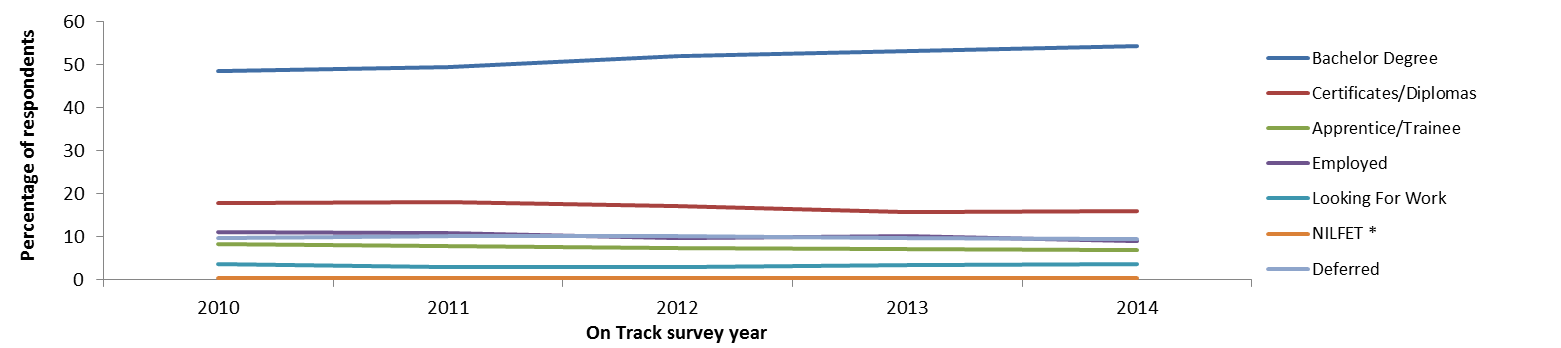 Percentage of respondents
60
50
40
30
20
10
0
2010
2011
2012
2013
2014
On Track survey year
Bachelor Degree
Certificates/Diplomas
Apprentice/Trainee
Employed
Looking For Work
NILFET *
Deferred